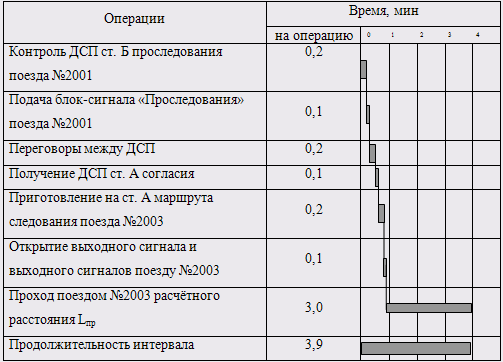 Операции
Время, мин
на операцию
0 1 2 3 4
Контроль ДСП ст. Б проследования
поезда №2001
0,2
Подача блок-сигнала «Проследования»
поезда №2001
0,1
Переговоры между ДСП
0,2
Получение ДСП ст. А согласия
0,1
Приготовление на ст. А маршрута
следования поезда №2003
0,2
Открытие выходного сигнала и
выходного сигналов поезду №2003
0,1
Проход поездом №2003 расчётного
расстояния Lпр
3,0
Продолжительность интервала
3,9